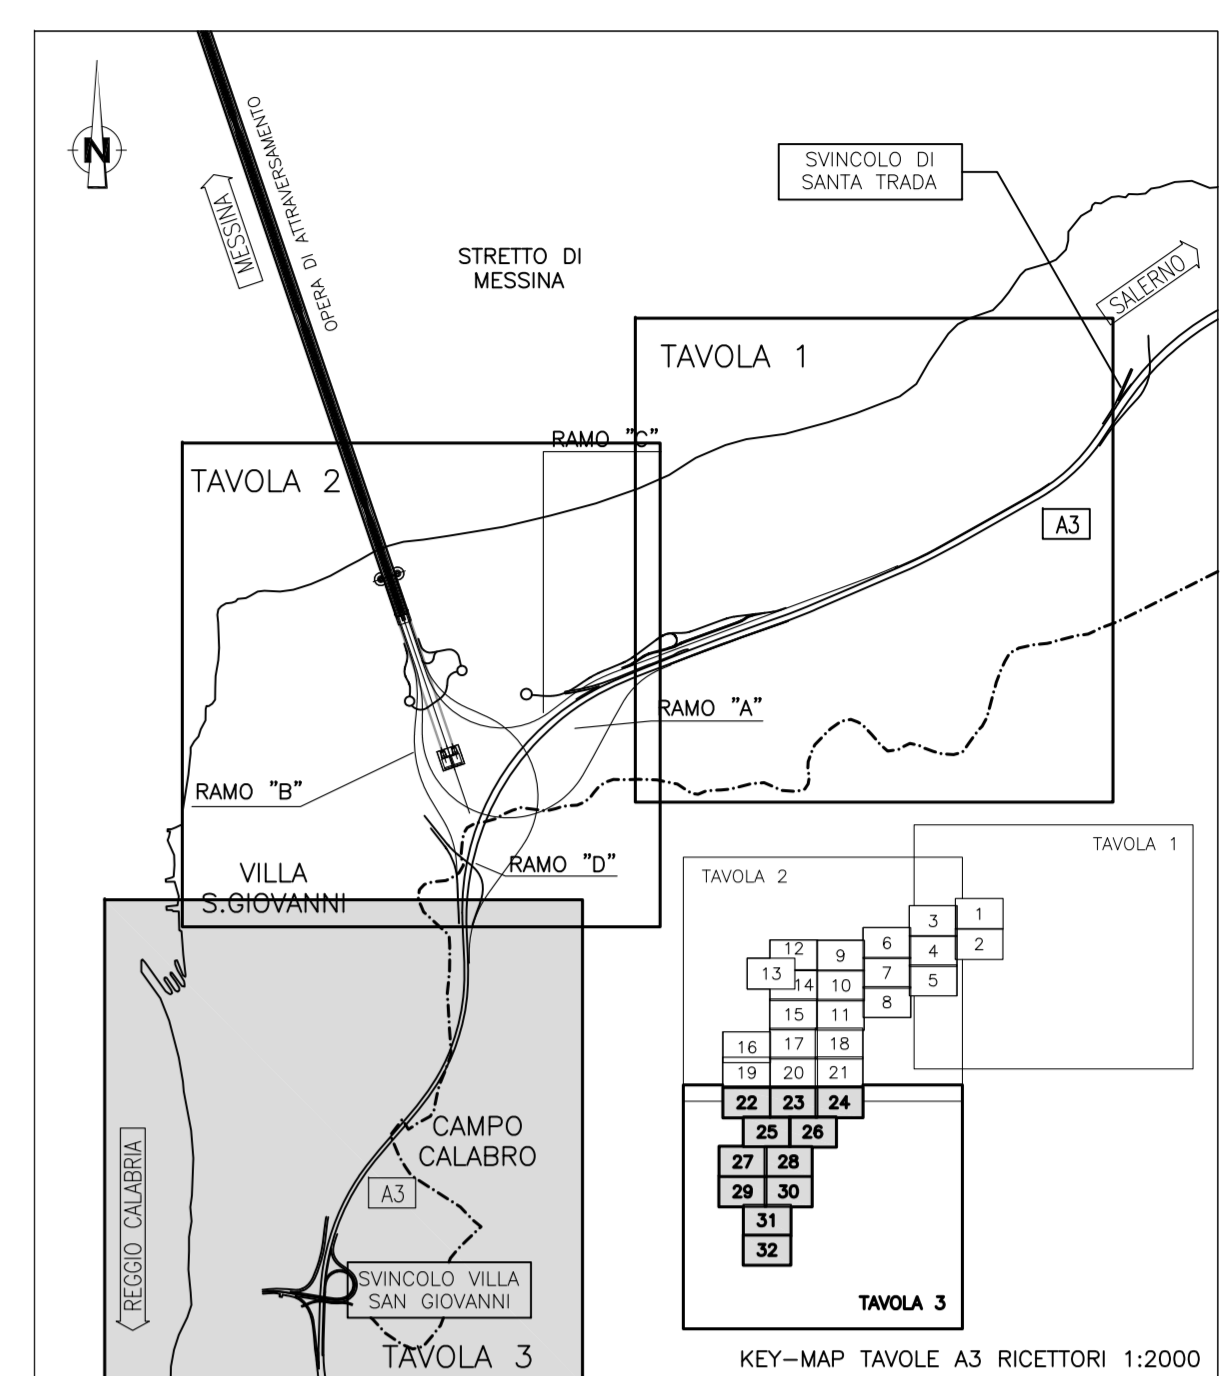 N
MESSINA
OPERA DI ATTRAVERSAMENTO
STRETTO DI
MESSINA
SVINCOLO DI
SANTA TRADA
SALERNO
TAVOLA 1
A3
TAVOLA 2
RAMO "C"
RAMO "A"
RAMO "B"
RAMO "D"
VILLA
S.GIOVANNI
CAMPO
CALABRO
A3
REGGIO CALABRIA
SVINCOLO VILLA
SAN GIOVANNI
TAVOLA 3
TAVOLA 1
TAVOLA 2
1
2
3
4
5
6
7
8
12
9
13
14
10
15
11
16
17
18
19
20
21
22
23
24
25
26
27
28
29
30
31
32
TAVOLA 3
KEY-MAP TAVOLE A3 RICETTORI 1:2000